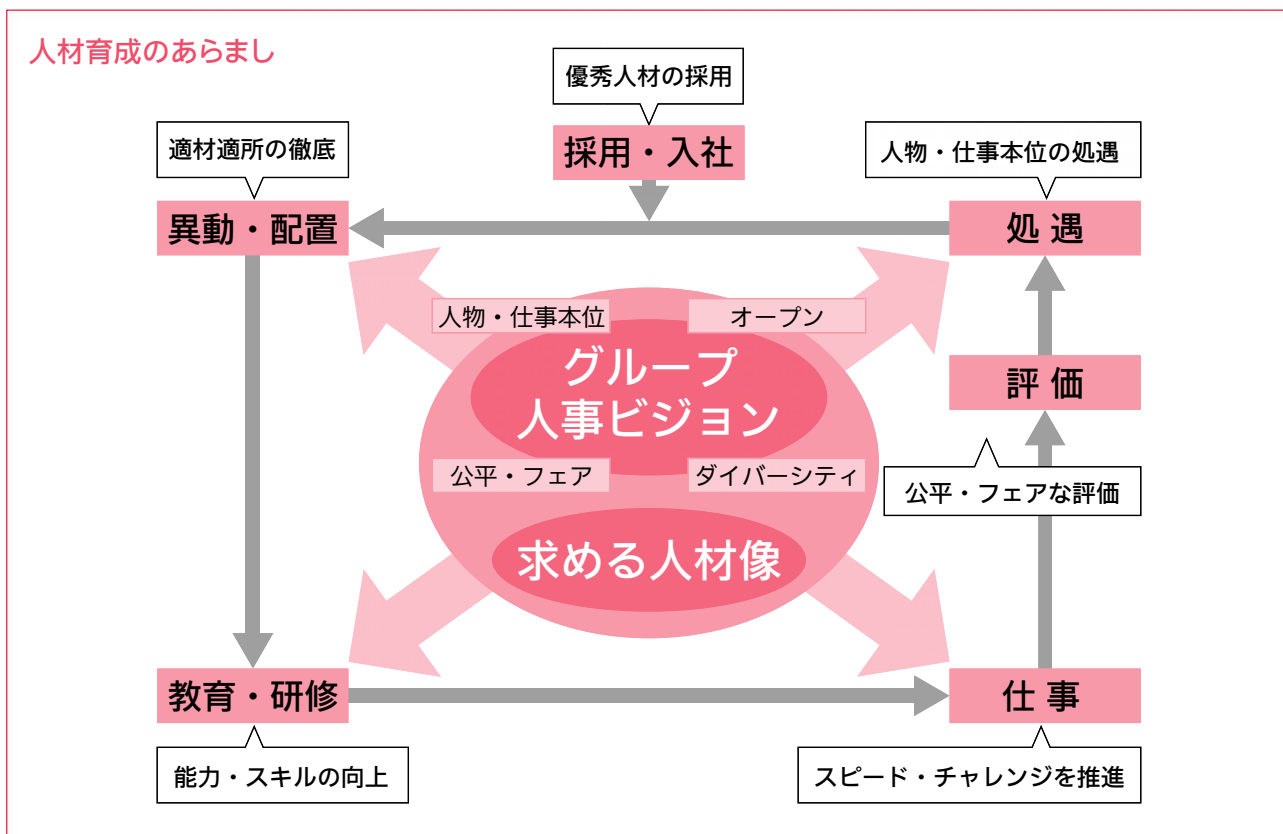 人材育成のあらまし
優秀人材の採用
採用・入社
適材適所の徹底
異動・配置
人物・仕事本位の処遇
処 遇
人物・仕事本位
オープン
グループ
人事ビジョン
公平・フェア
ダイバーシティ
求める人材像
評 価
公平・フェアな評価
教育・研修
能力・スキルの向上
仕 事
スピード・チャレンジを推進